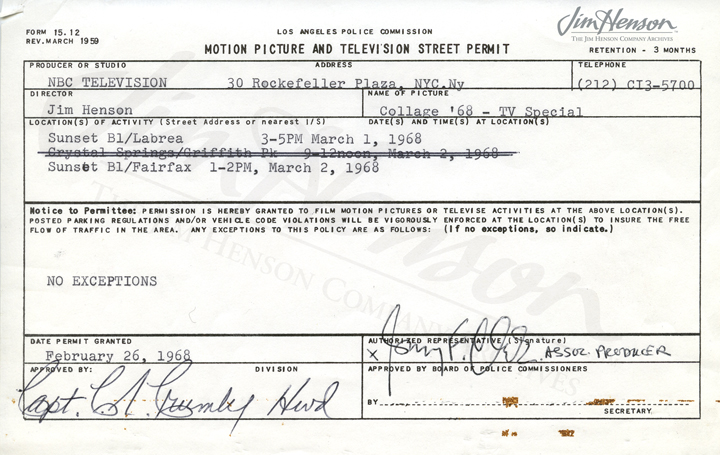 FORM 15.12
REV. MARCH 1959
LOS ANGELES POLICE COMMISSION
MOTION PICTURE AND TELEVISION STREET PERMIT
Jim Henson
THE JIM HENSON COMPANY ARCHIVES
RETENTION - 3 MONTHS
PRODUCER OR STUDIO ADDRESS TELEPHONE
NBC TELEVISION 30 Rockefeller Plaza, NYC.Ny (212) CI3-5700
DIRECTOR NAME OF PICTURE
Jim Henson Collage '68 - TV Special
LOCATION(S) OF ACTIVITY (Street Address or nearest I/S) DATE(S) AND TIME(S) AT LOCATION(S)
Sunset Bl/Labrea 3-5PM March 1, 1968
Crystal Springs/Griffith Pk 9-12noon, March 2, 1968
Sunset Bl/Fairfax 1-2PM, March 2, 1968
Notice to Permittee: PERMISSION IS HEREBY GRANTED TO FILM MOTION PICTURES OR TELEVISE ACTIVITIES AT THE ABOVE LOCATION(S).
POSTED PARKING REGULATIONS AND/OR VEHICLE CODE VIOLATIONS WILL BE VIGOROUSLY ENFORCED AT THE LOCATION(S) TO INSURE THE FREE
FLOW OF TRAFFIC IN THE AREA. ANY EXCEPTIONS TO THIS POLICY ARE AS FOLLOWS: (If no exceptions, so indicate.)
NO EXCEPTIONS
DATE PERMIT GRANTED AUTHORIZED REPRESENTATIVE (Signature)
February 26, 1968 X ASSOC. PRODUCER
APPROVED BY: DIVISION APPROVED BY BOARD OF POLICE COMMISSIONERS
Capt. Hwd
BY
SECRETARY.